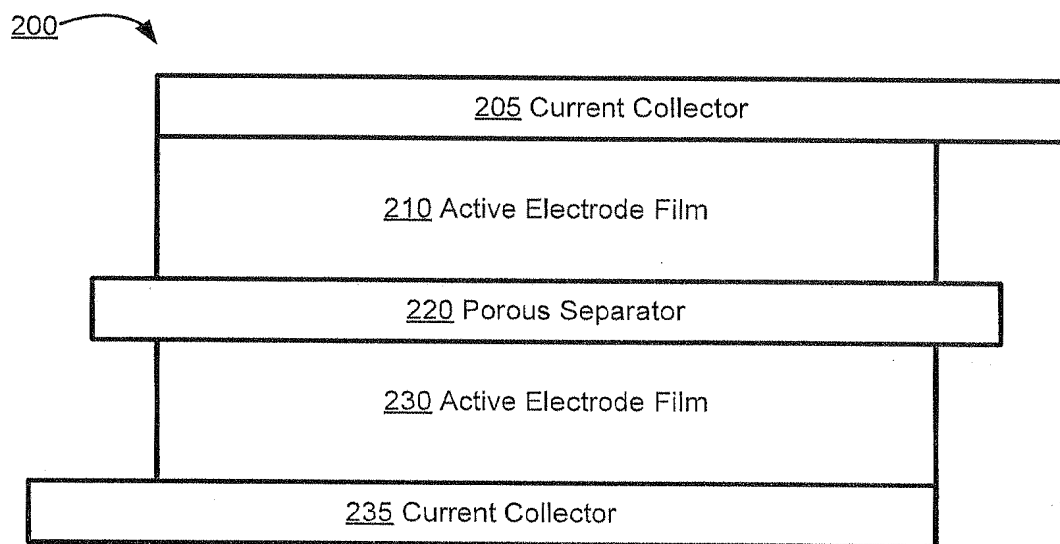 200
205 Current Collector
210 Active Electrode Film
220 Porous Separator
230 Active Electrode Film
235 Current Collector